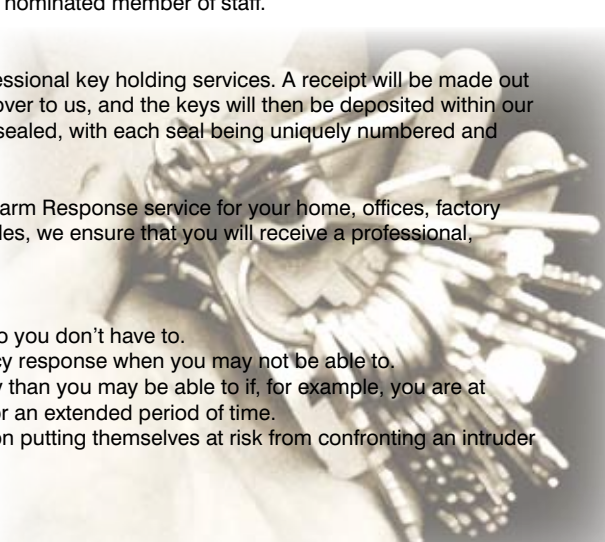 nominated member of staff.
essional key holding services. A receipt will be made out
over to us, and the keys will then be deposited within our
sealed, with each seal being uniquely numbered and
arm Response service for your home, offices, factory
les, we ensure that you will receive a professional,
o you don’t have to.
cy response when you may not be able to.
y than you may be able to if, for example, you are at
or an extended period of time.
on putting themselves at risk from confronting an intruder